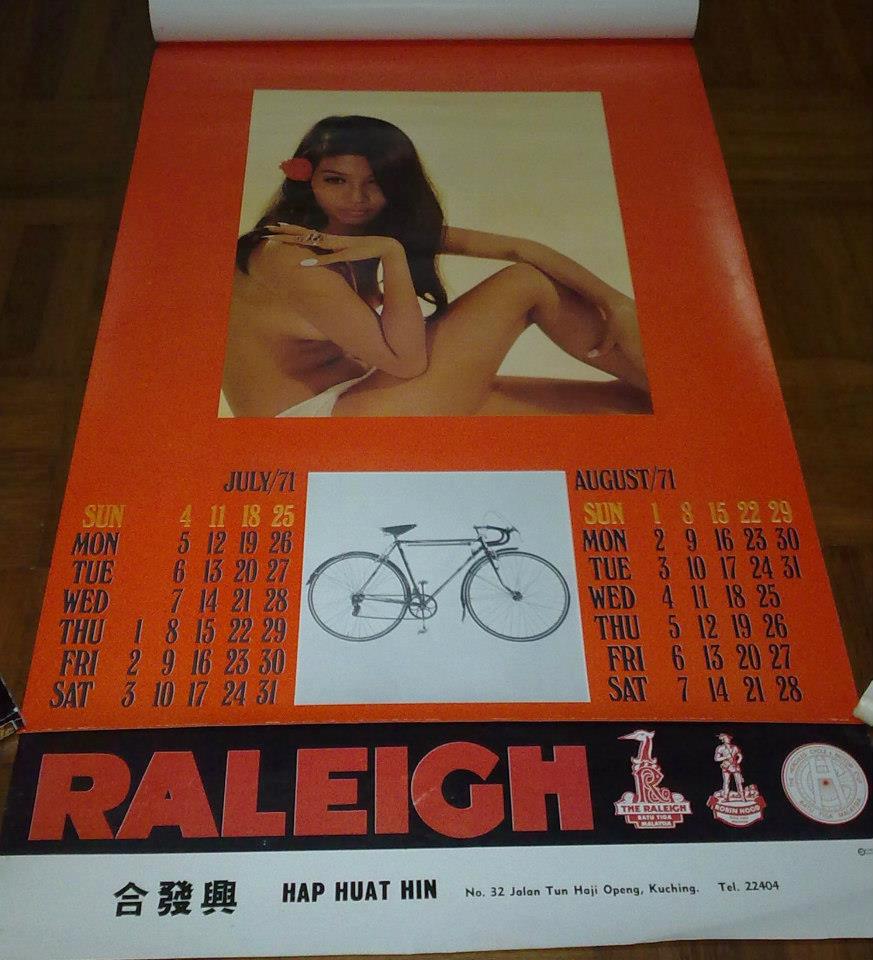 JULY/71
SUN 4 11 18 25
MON 5 12 19 26
TUE 6 13 20 27
WED 7 14 21 28
THU 1 8 15 22 29
FRI 2 9 16 23 30
SAT 3 10 17 24 31
AUGUST/71
SUN 1 8 15 22 29
MON 2 9 16 23 30
TUE 3 10 17 24 31
WED 4 11 18 25
THU 5 12 19 26
FRI 6 13 20 27
SAT 7 14 21 28
RALEIGH
R
THE RALEIGH
BATU TIGA
MALAYSIA
ROBIN HOOD
合發興 HAP HUAT HIN No. 32 Jalan Tun Haji Openg, Kuching. Tel. 22404